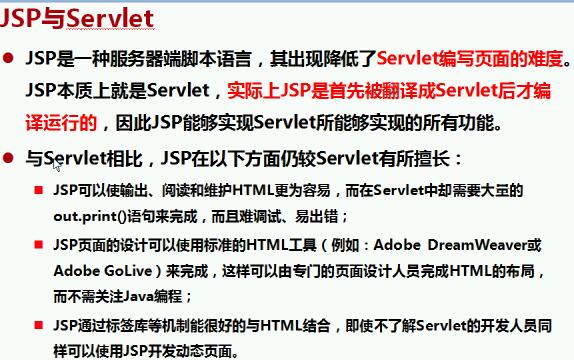 JSP与Servlet
JSP是一种服务器端脚本语言，其出现降低了Servlet编写页面的难度。
JSP本质上就是Servlet，实际上JSP是首先被翻译成Servlet后才编
译运行的，因此JSP能够实现Servlet所能够实现的所有功能。
与Servlet相比，JSP在以下方面仍较Servlet有所擅长：
JSP可以使输出、阅读和维护HTML更为容易，而在Servlet中却需要大量的
out.print()语句来完成，而且难调试、易出错；
JSP页面的设计可以使用标准的HTML工具（例如：Adobe DreamWeaver或
Adobe GoLive）来完成，这样可以由专门的页面设计人员完成HTML的布局，
而不需关注Java编程；
JSP通过标签库等机制能很好的与HTML结合，即使不了解Servlet的开发人员同
样可以使用JSP开发动态页面。